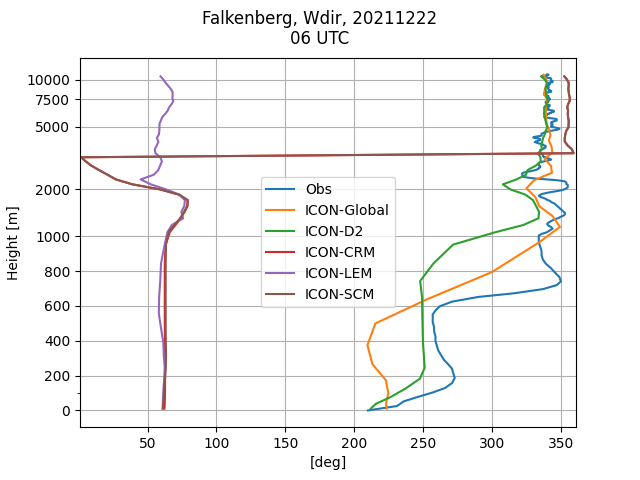 Falkenberg, Wdir, 20211222
06 UTC
10000
7500
5000
2000
1000
800
600
400
200
0
Height [m]
Obs
ICON-Global
ICON-D2
ICON-CRM
ICON-LEM
ICON-SCM
50
100
150
200
250
300
350
[deg]